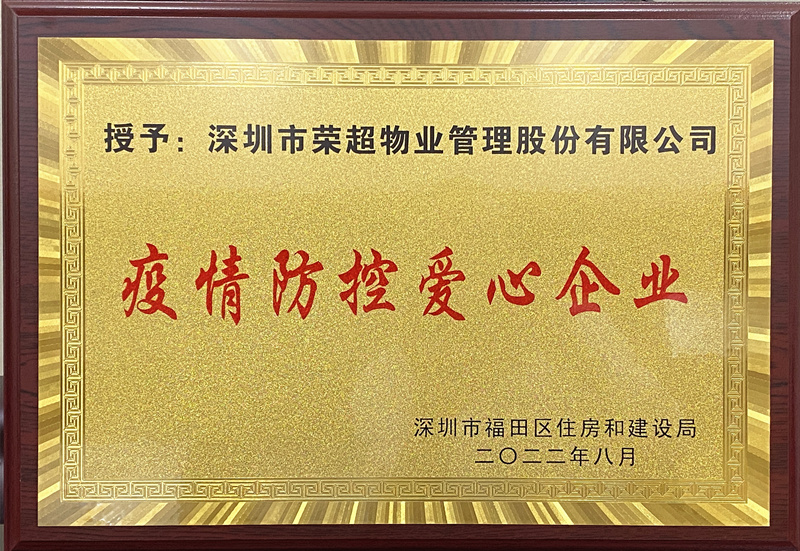 授予：深圳市荣超物业管理股份有限公司
疫情防控爱心企业
深圳市福田区住房和建设局
二〇二二年八月